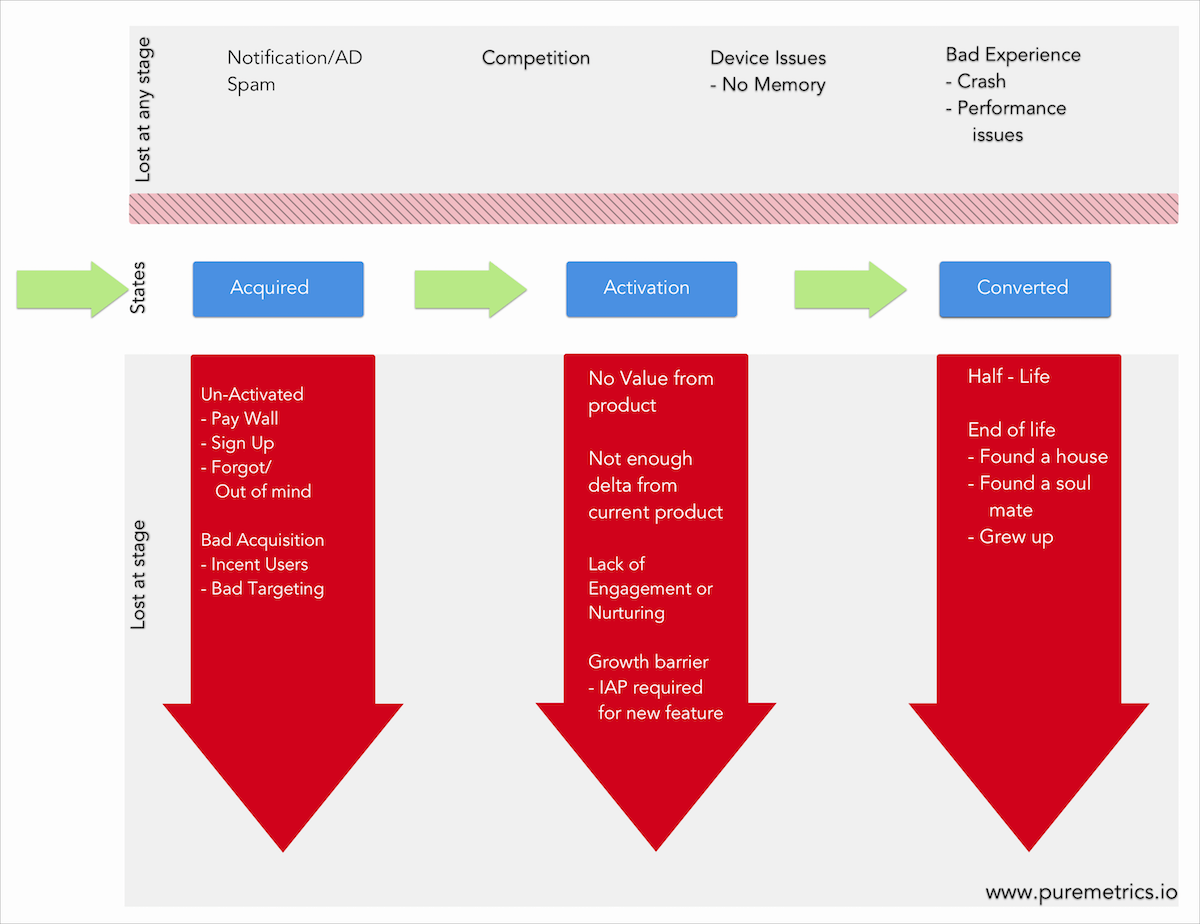 Lost at any stage
Notification/AD
Spam
Competition
Device Issues
- No Memory
Bad Experience
- Crash
- Performance
issues
States
Acquired
Activation
Converted
Lost at stage
Un-Activated
- Pay Wall
- Sign Up
- Forgot/
Out of mind
Bad Acquisition
- Incent Users
- Bad Targeting
No Value from
product
Not enough
delta from
current product
Lack of
Engagement or
Nurturing
Growth barrier
- IAP required
for new feature
Half - Life
End of life
- Found a house
- Found a soul
mate
- Grew up
www.puremetrics.io